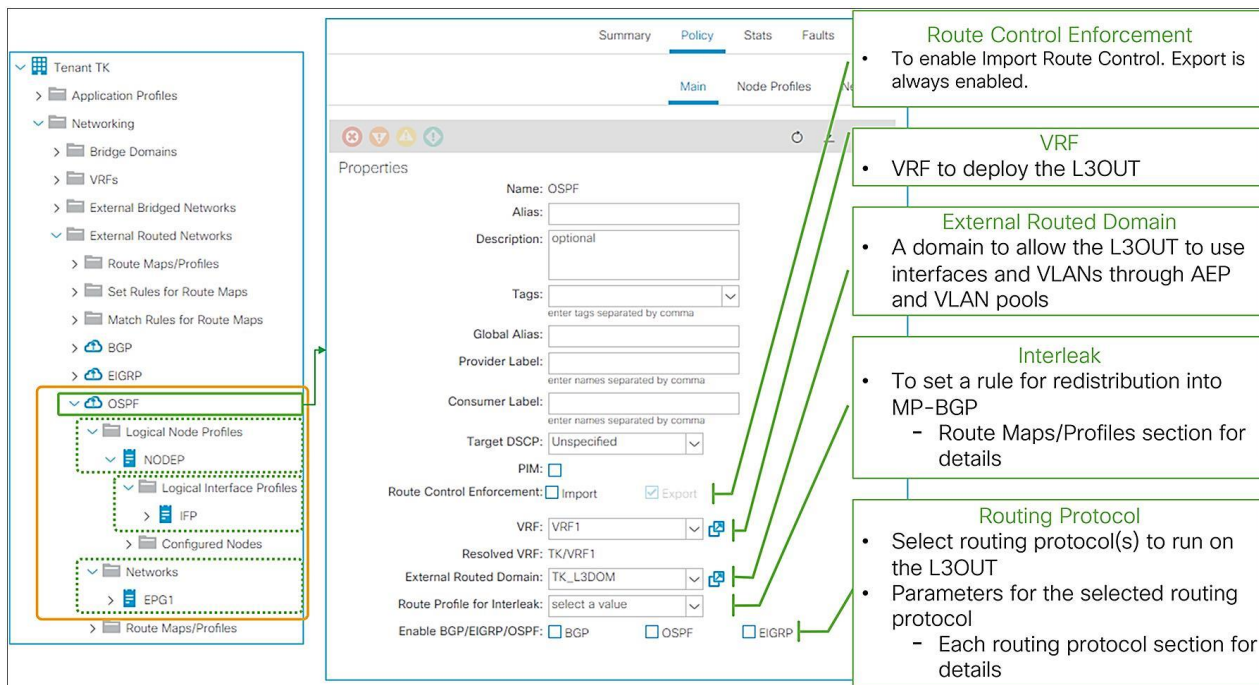 Tenant TK
Application Profiles
Networking
Bridge Domains
VRFs
External Bridged Networks
External Routed Networks
Route Maps/Profiles
Set Rules for Route Maps
Match Rules for Route Maps
BGP
EIGRP
OSPF
Logical Node Profiles
NODEP
Logical Interface Profiles
IFP
Configured Nodes
Networks
EPG1
Route Maps/Profiles
Summary Policy Stats Faults
Main Node Profiles
Properties
Name: OSPF
Alias:
Description: optional
Tags:
enter tags separated by comma
Global Alias:
Provider Label:
enter names separated by comma
Consumer Label:
enter names separated by comma
Target DSCP: Unspecified
PIM:
Route Control Enforcement: Import Export
VRF: VRF1
Resolved VRF: TK/VRF1
External Routed Domain: TK_L3DOM
Route Profile for Interleak: select a value
Enable BGP/EIGRP/OSPF: BGP OSPF EIGRP
Route Control Enforcement
• To enable Import Route Control. Export is
always enabled.
VRF
• VRF to deploy the L3OUT
External Routed Domain
• A domain to allow the L3OUT to use
interfaces and VLANs through AEP
and VLAN pools
Interleak
• To set a rule for redistribution into
MP-BGP
- Route Maps/Profiles section for
details
Routing Protocol
• Select routing protocol(s) to run on
the L3OUT
• Parameters for the selected routing
protocol
- Each routing protocol section for
details